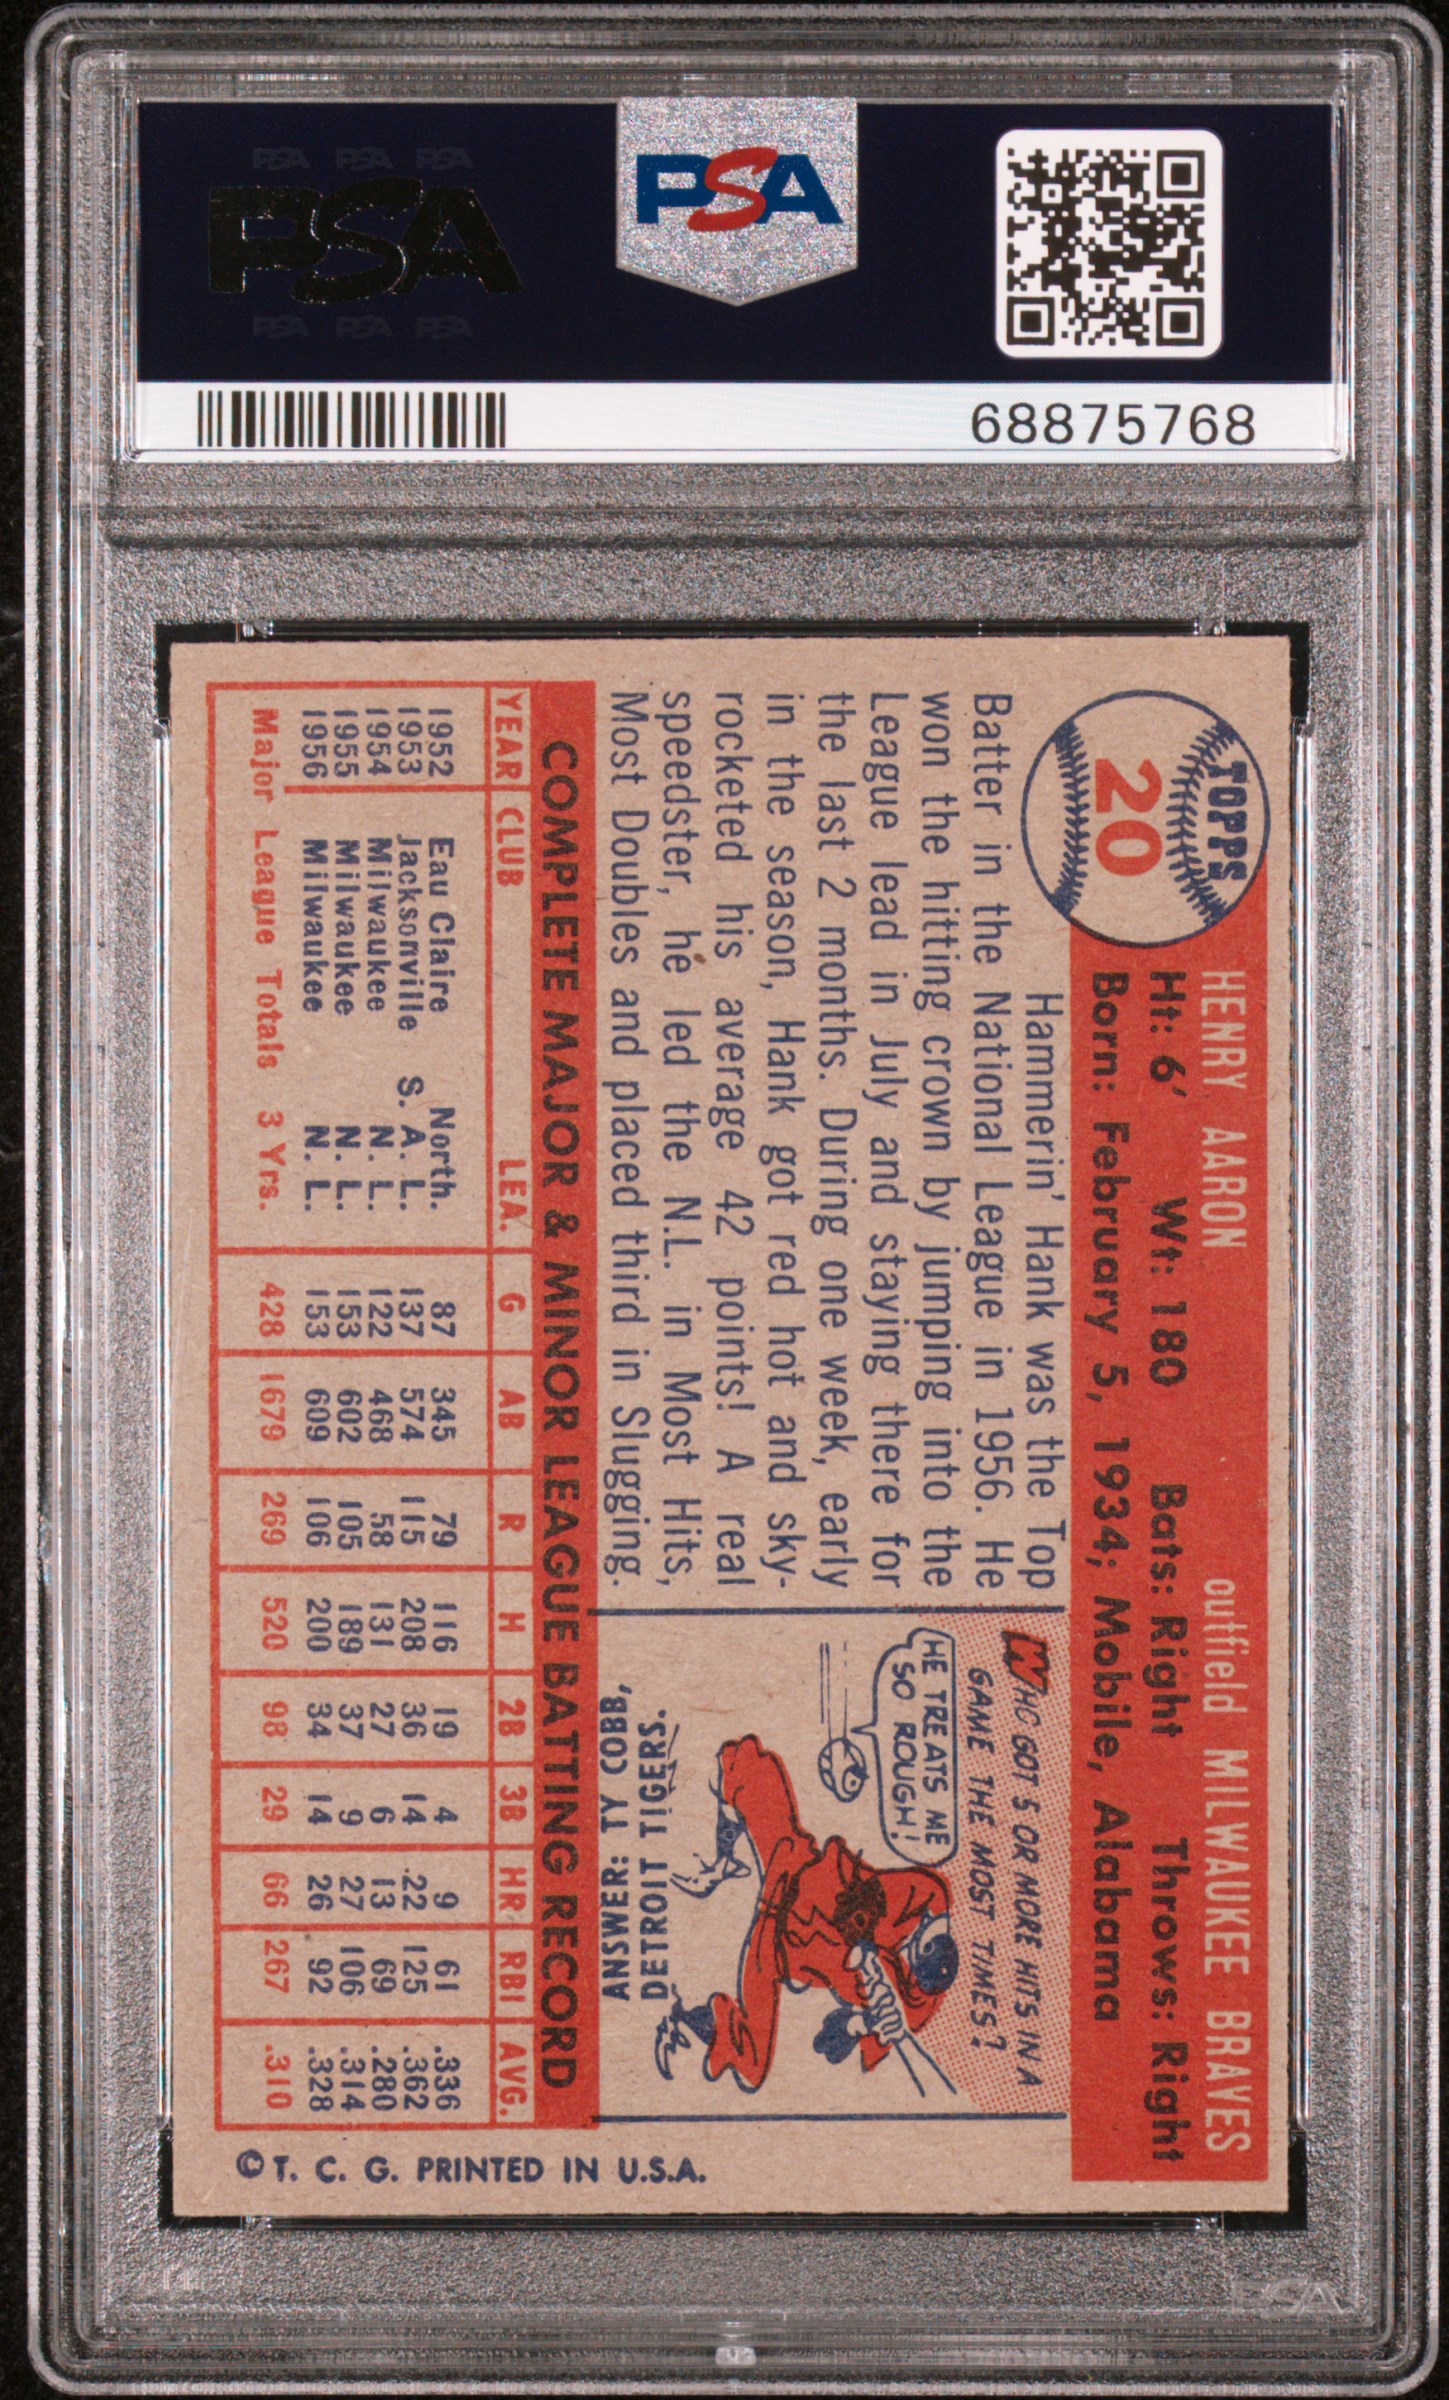 PSA PSA PSA
PSA
PSA PSA PSA
PSA
68875768
TOPPS
20
HENRY AARON outfield MILWAUKEE BRAVES
Ht: 6' Wt: 180 Bats: Right Throws: Right
Born: February 5, 1934; Mobile, Alabama
Hammerin' Hank was the Top
Batter in the National League in 1956. He
won the hitting crown by jumping into the
League lead in July and staying there for
the last 2 months. During one week, early
in the season, Hank got red hot and sky-
rocketed his average 42 points! A real
speedster, he led the N.L. in Most Hits,
Most Doubles and placed third in Slugging.
WHO GOT 5 OR MORE HITS IN A
GAME THE MOST TIMES?
HE TREATS ME
SO ROUGH!
ANSWER: TY COBB,
DETROIT TIGERS.
COMPLETE MAJOR & MINOR LEAGUE BATTING RECORD
YEAR CLUB LEA. G AB R H 2B 3B HR RBI AVG.
1952 Eau Claire North. 87 345 79 116 19 4 9 61 .336
1953 Jacksonville S. A. L. 137 574 115 208 36 14 .22 125 .362
1954 Milwaukee N. L. 122 468 58 131 27 6 13 69 .280
1955 Milwaukee N. L. 153 602 105 189 37 9 27 106 .314
1956 Milwaukee N. L. 153 609 106 200 34 14 26 92 .328
Major League Totals 3 Yrs. 428 1679 269 520 98 29 66 267 .310
© T. C. G. PRINTED IN U.S.A.
PSA